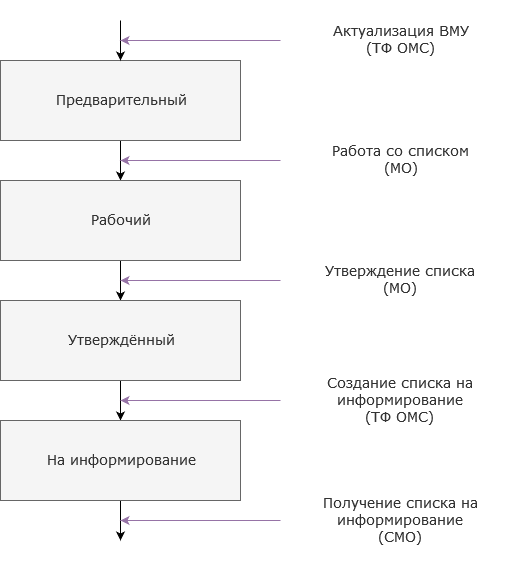 Актуализация ВМУ
(ТФ ОМС)
Предварительный
Работа со списком
(МО)
Рабочий
Утверждение списка
(МО)
Утверждённый
Создание списка на
информирование
(ТФ ОМС)
На информирование
Получение списка на
информирование
(СМО)